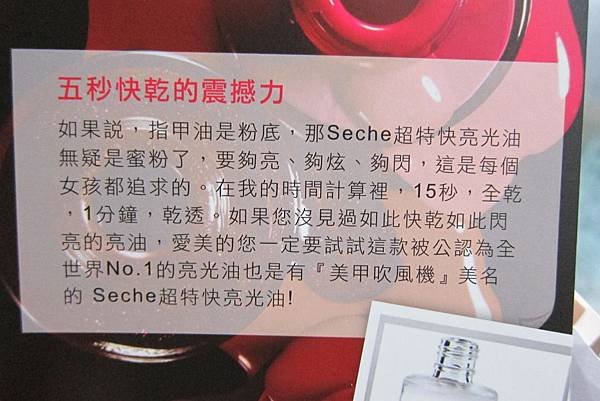 五秒快乾的震撼力
如果説，指甲油是粉底，那Seche超特快亮光油
無疑是蜜粉了，要夠亮、夠炫、夠閃，這是每個
女孩都追求的。在我的時間計算裡，15秒，全乾
，1分鐘，乾透。如果您沒見過如此快乾如此閃
亮的亮油，愛美的您一定要試試這款被公認為全
世界No.1的亮光油也是有『美甲吹風機』美名
的 Seche超特快亮光油!